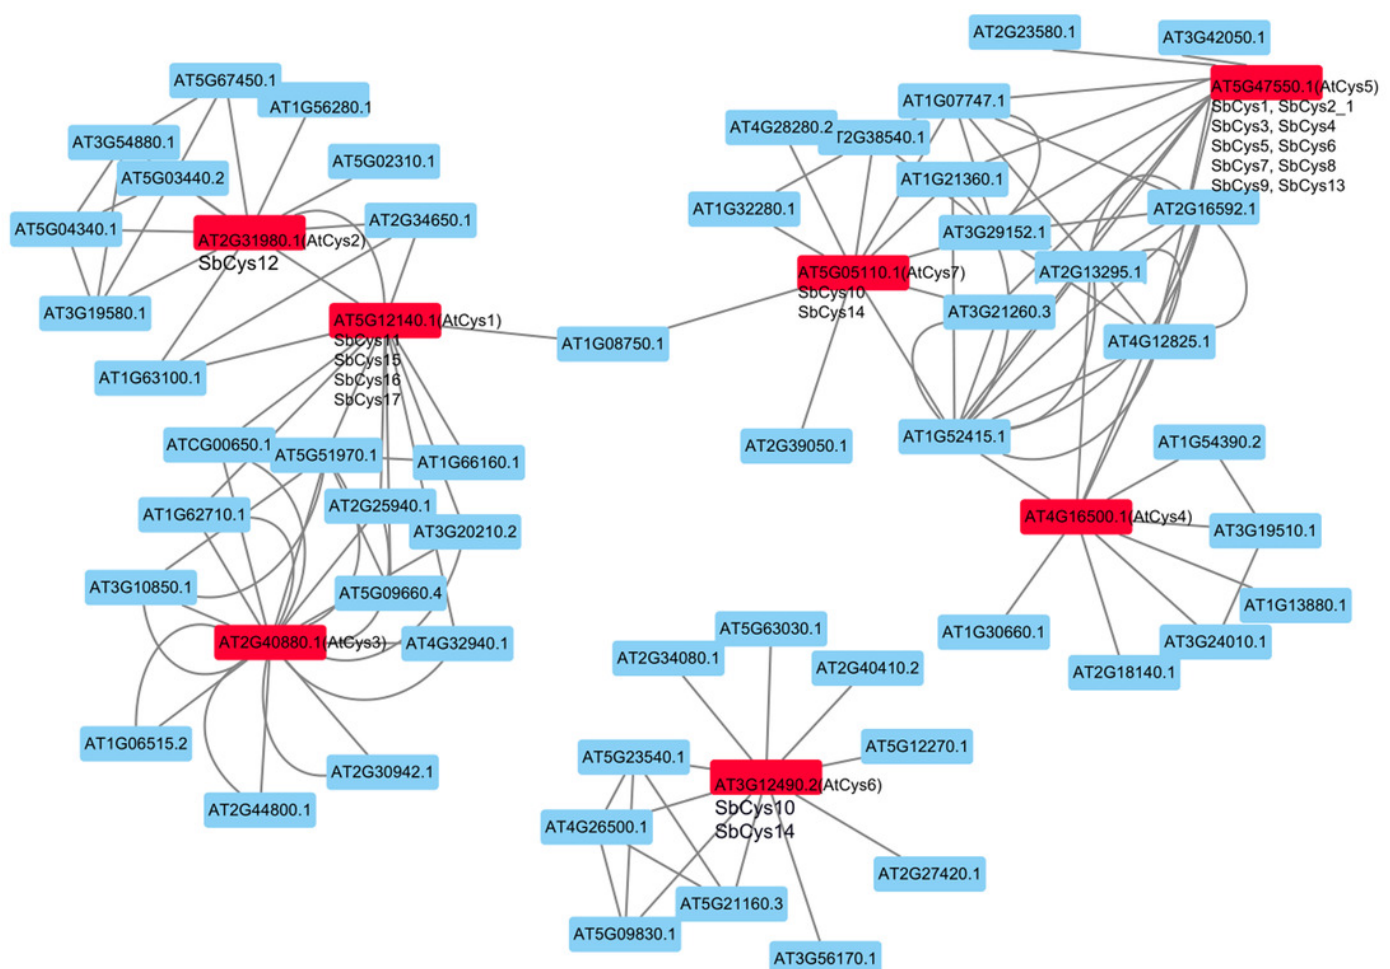 AT2G23580.1
AT3G42050.1
AT5G67450.1
AT5G47550.1(AtCys5)
SbCys1, SbCys2_1
SbCys3, SbCys4
SbCys5, SbCys6
SbCys7, SbCys8
SbCys9, SbCys13
AT1G56280.1
AT1G07747.1
AT4G28280.2
T2G38540.1
AT3G54880.1
AT5G02310.1
AT5G03440.2
AT1G21360.1
AT1G32280.1
AT2G16592.1
AT5G04340.1
AT2G34650.1
AT3G29152.1
AT2G31980.1(AtCys2)
SbCys12
AT5G05110.1(AtCys7)
SbCys10
SbCys14
AT2G13295.1
AT3G19580.1
AT5G12140.1(AtCys1)
SbCys11
SbCys15
SbCys16
SbCys17
AT3G21260.3
AT1G08750.1
AT4G12825.1
AT1G63100.1
ATCG00650.1
AT5G51970.1
AT1G66160.1
AT2G39050.1
AT1G52415.1
AT1G54390.2
AT1G62710.1
AT2G25940.1
AT3G20210.2
AT4G16500.1(AtCys4)
AT3G19510.1
AT3G10850.1
AT5G09660.4
AT1G13880.1
AT2G40880.1(AtCys3)
AT4G32940.1
AT5G63030.1
AT1G30660.1
AT3G24010.1
AT2G34080.1
AT2G40410.2
AT2G18140.1
AT1G06515.2
AT5G23540.1
AT5G12270.1
AT2G30942.1
AT3G12490.2(AtCys6)
SbCys10
SbCys14
AT2G44800.1
AT4G26500.1
AT2G27420.1
AT5G21160.3
AT5G09830.1
AT3G56170.1